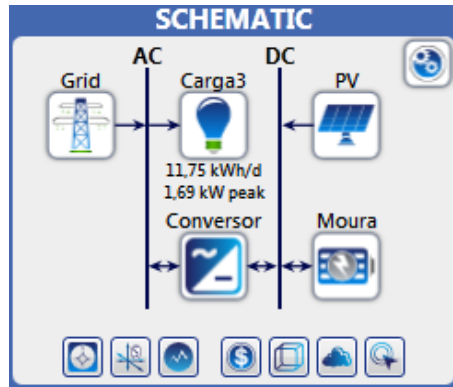 SCHEMATIC
AC DC
Grid Carga3 PV
11,75 kWh/d
1,69 kW peak
Conversor Moura